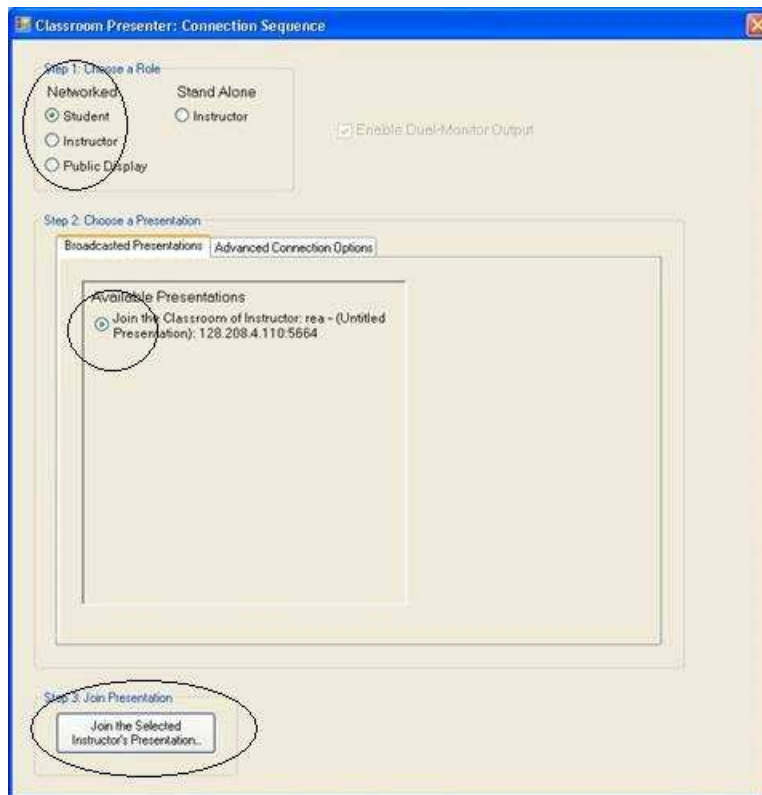 Classroom Presenter: Connection Sequence
Step 1: Choose a Role
Networked Stand Alone
Student Instructor
Instructor
Public Display
Enable Dual-Monitor Output
Step 2: Choose a Presentation
Broadcasted Presentations Advanced Connection Options
Available Presentations
Join the Classroom of Instructor: rea - (Untitled
Presentation): 128.208.4.110:5664
Step 3: Join Presentation
Join the Selected
Instructor's Presentation..